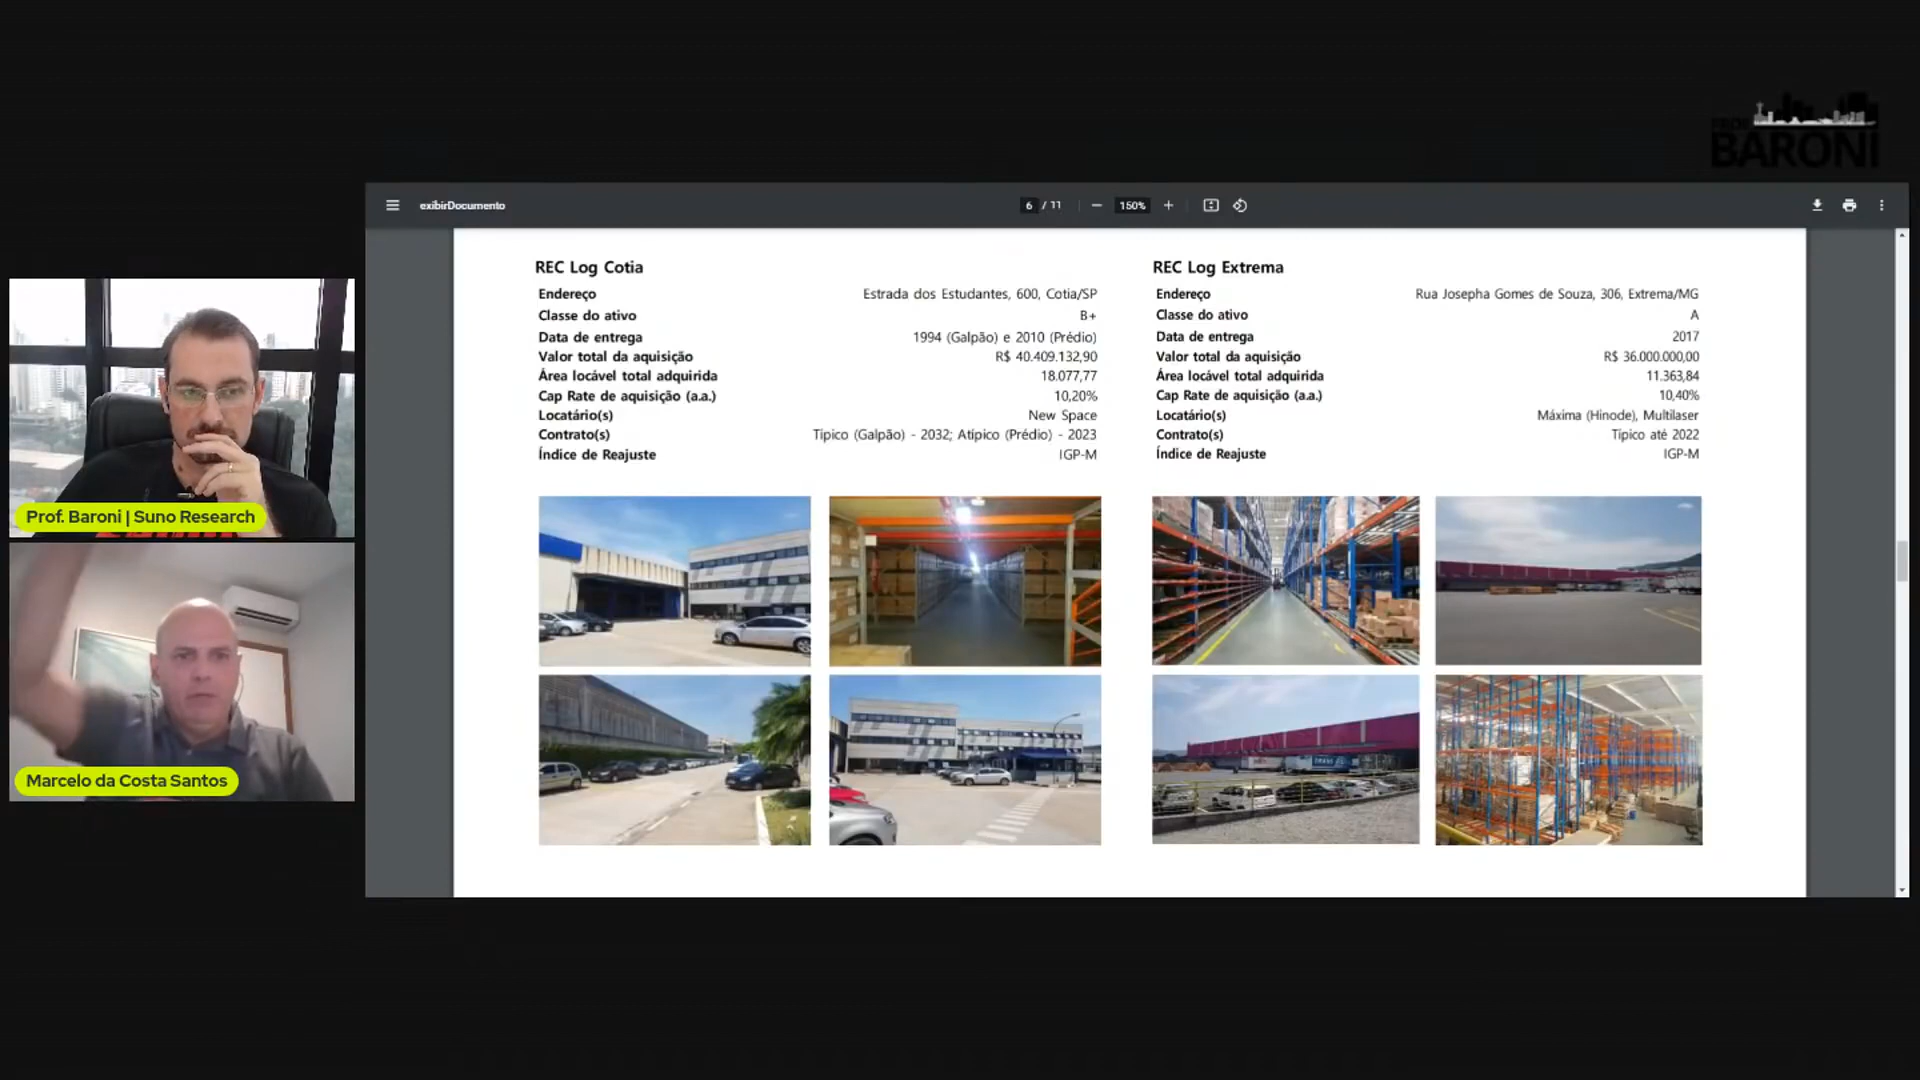 BARONI
exibirDocumento
6 / 11
150%
REC Log Cotia
Endereço Estrada dos Estudantes, 600, Cotia/SP
Classe do ativo B+
Data de entrega 1994 (Galpão) e 2010 (Prédio)
Valor total da aquisição R$ 40.409.132,90
Área locável total adquirida 18.077,77
Cap Rate de aquisição (a.a.) 10,20%
Locatário(s) New Space
Contrato(s) Típico (Galpão) - 2032; Atípico (Prédio) - 2023
Índice de Reajuste IGP-M
REC Log Extrema
Endereço Rua Josepha Gomes de Souza, 306, Extrema/MG
Classe do ativo A
Data de entrega 2017
Valor total da aquisição R$ 36.000.000,00
Área locável total adquirida 11.363,84
Cap Rate de aquisição (a.a.) 10,40%
Locatário(s) Máxima (Hinode), Multilaser
Contrato(s) Típico até 2022
Índice de Reajuste IGP-M
Prof. Baroni | Suno Research
Marcelo da Costa Santos